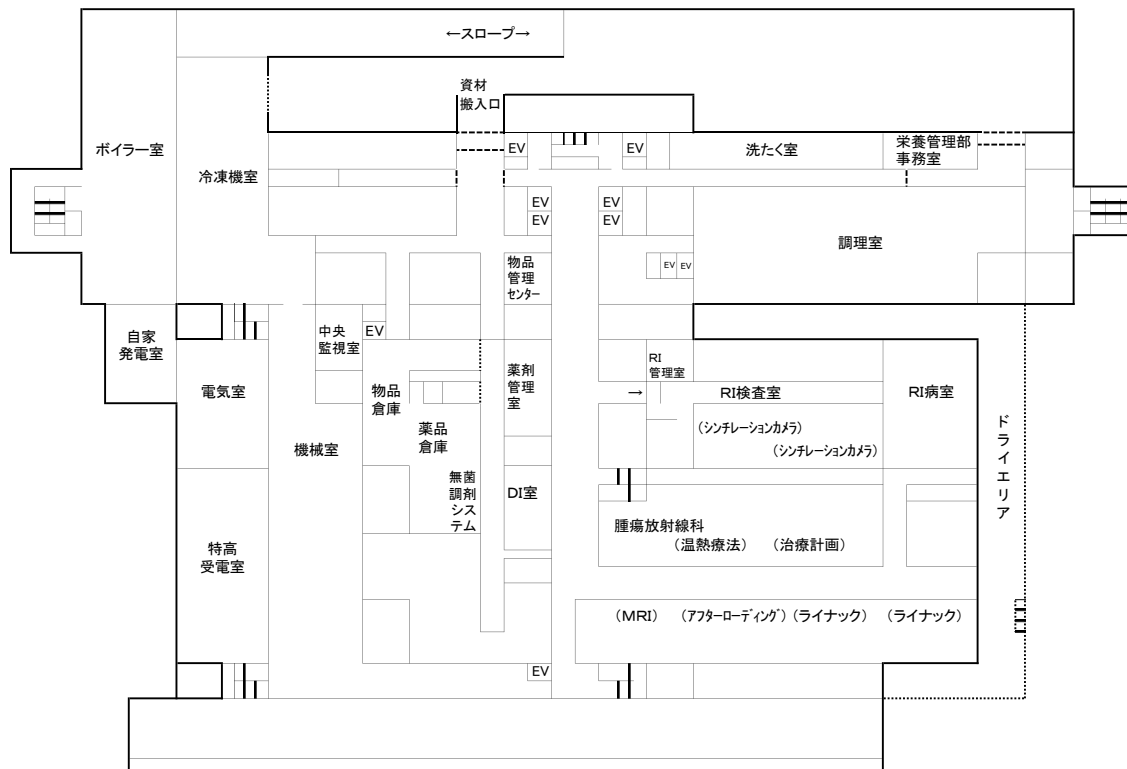 ←スロープ→
資材
搬入口
ボイラー室
冷凍機室
EV
EV
洗たく室
栄養管理部
事務室
EV
EV
EV
EV
調理室
物品
管理
センター
EV
EV
自家
発電室
中央
監視室
EV
電気室
物品
倉庫
薬剤
管理
室
RI
管理室
→
RI検査室
RI病室
(シンチレーションカメラ)
(シンチレーションカメラ)
薬品
倉庫
機械室
無菌
調剤
シス
テム
DI室
ドライエリア
腫瘍放射線科
(温熱療法)
(治療計画)
特高
受電室
(MRI)
(アフターローディング)
(ライナック)
(ライナック)
EV